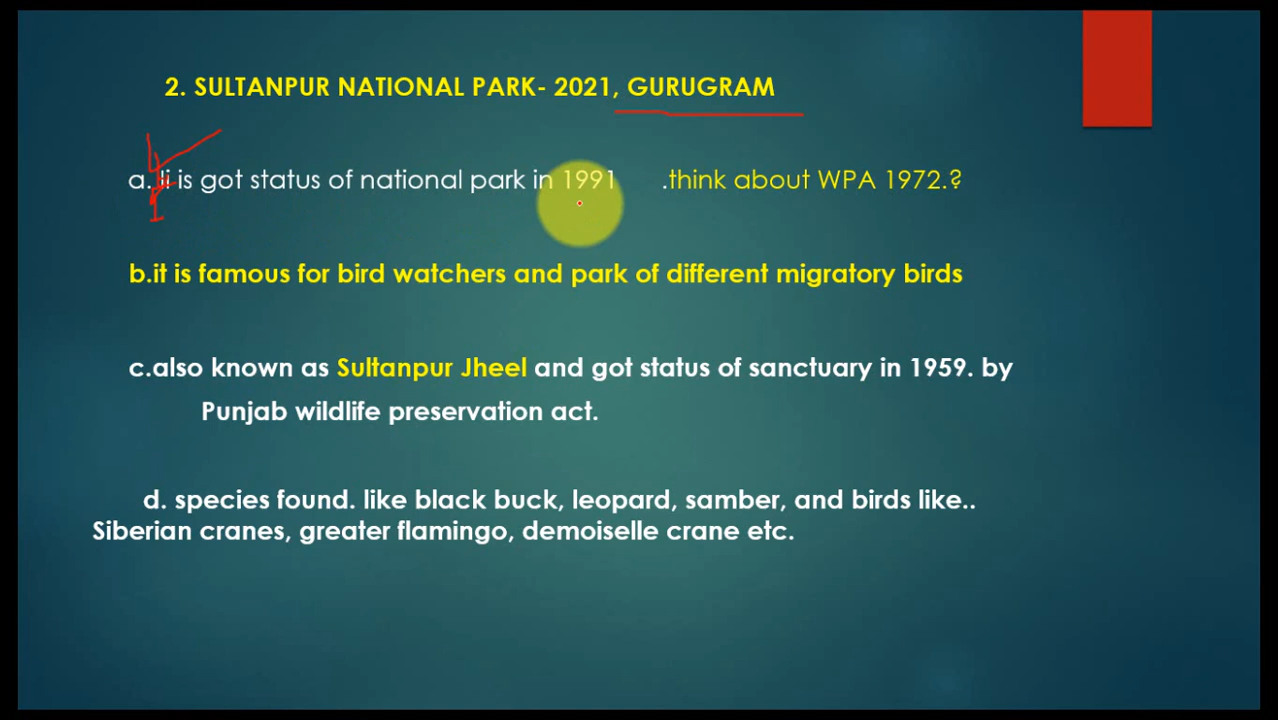 2. SULTANPUR NATIONAL PARK- 2021, GURUGRAM
a. Ii is got status of national park in 1991 .think about WPA 1972.?
b.it is famous for bird watchers and park of different migratory birds
c.also known as Sultanpur Jheel and got status of sanctuary in 1959. by
Punjab wildlife preservation act.
d. species found. like black buck, leopard, samber, and birds like..
Siberian cranes, greater flamingo, demoiselle crane etc.